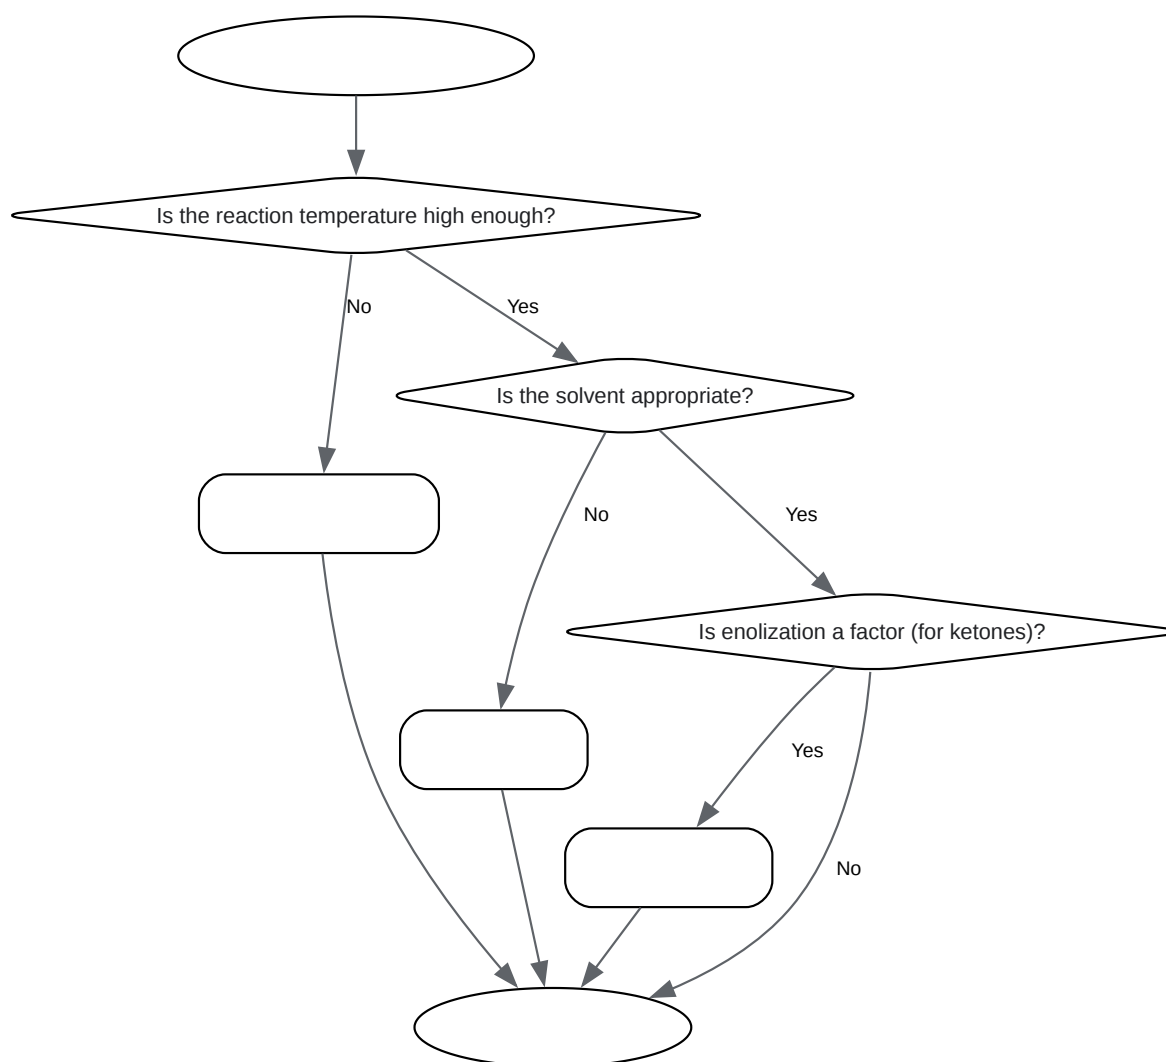 Is the reaction temperature high enough?
No
Yes
Is the solvent appropriate?
No
Yes
Is enolization a factor (for ketones)?
Yes
No